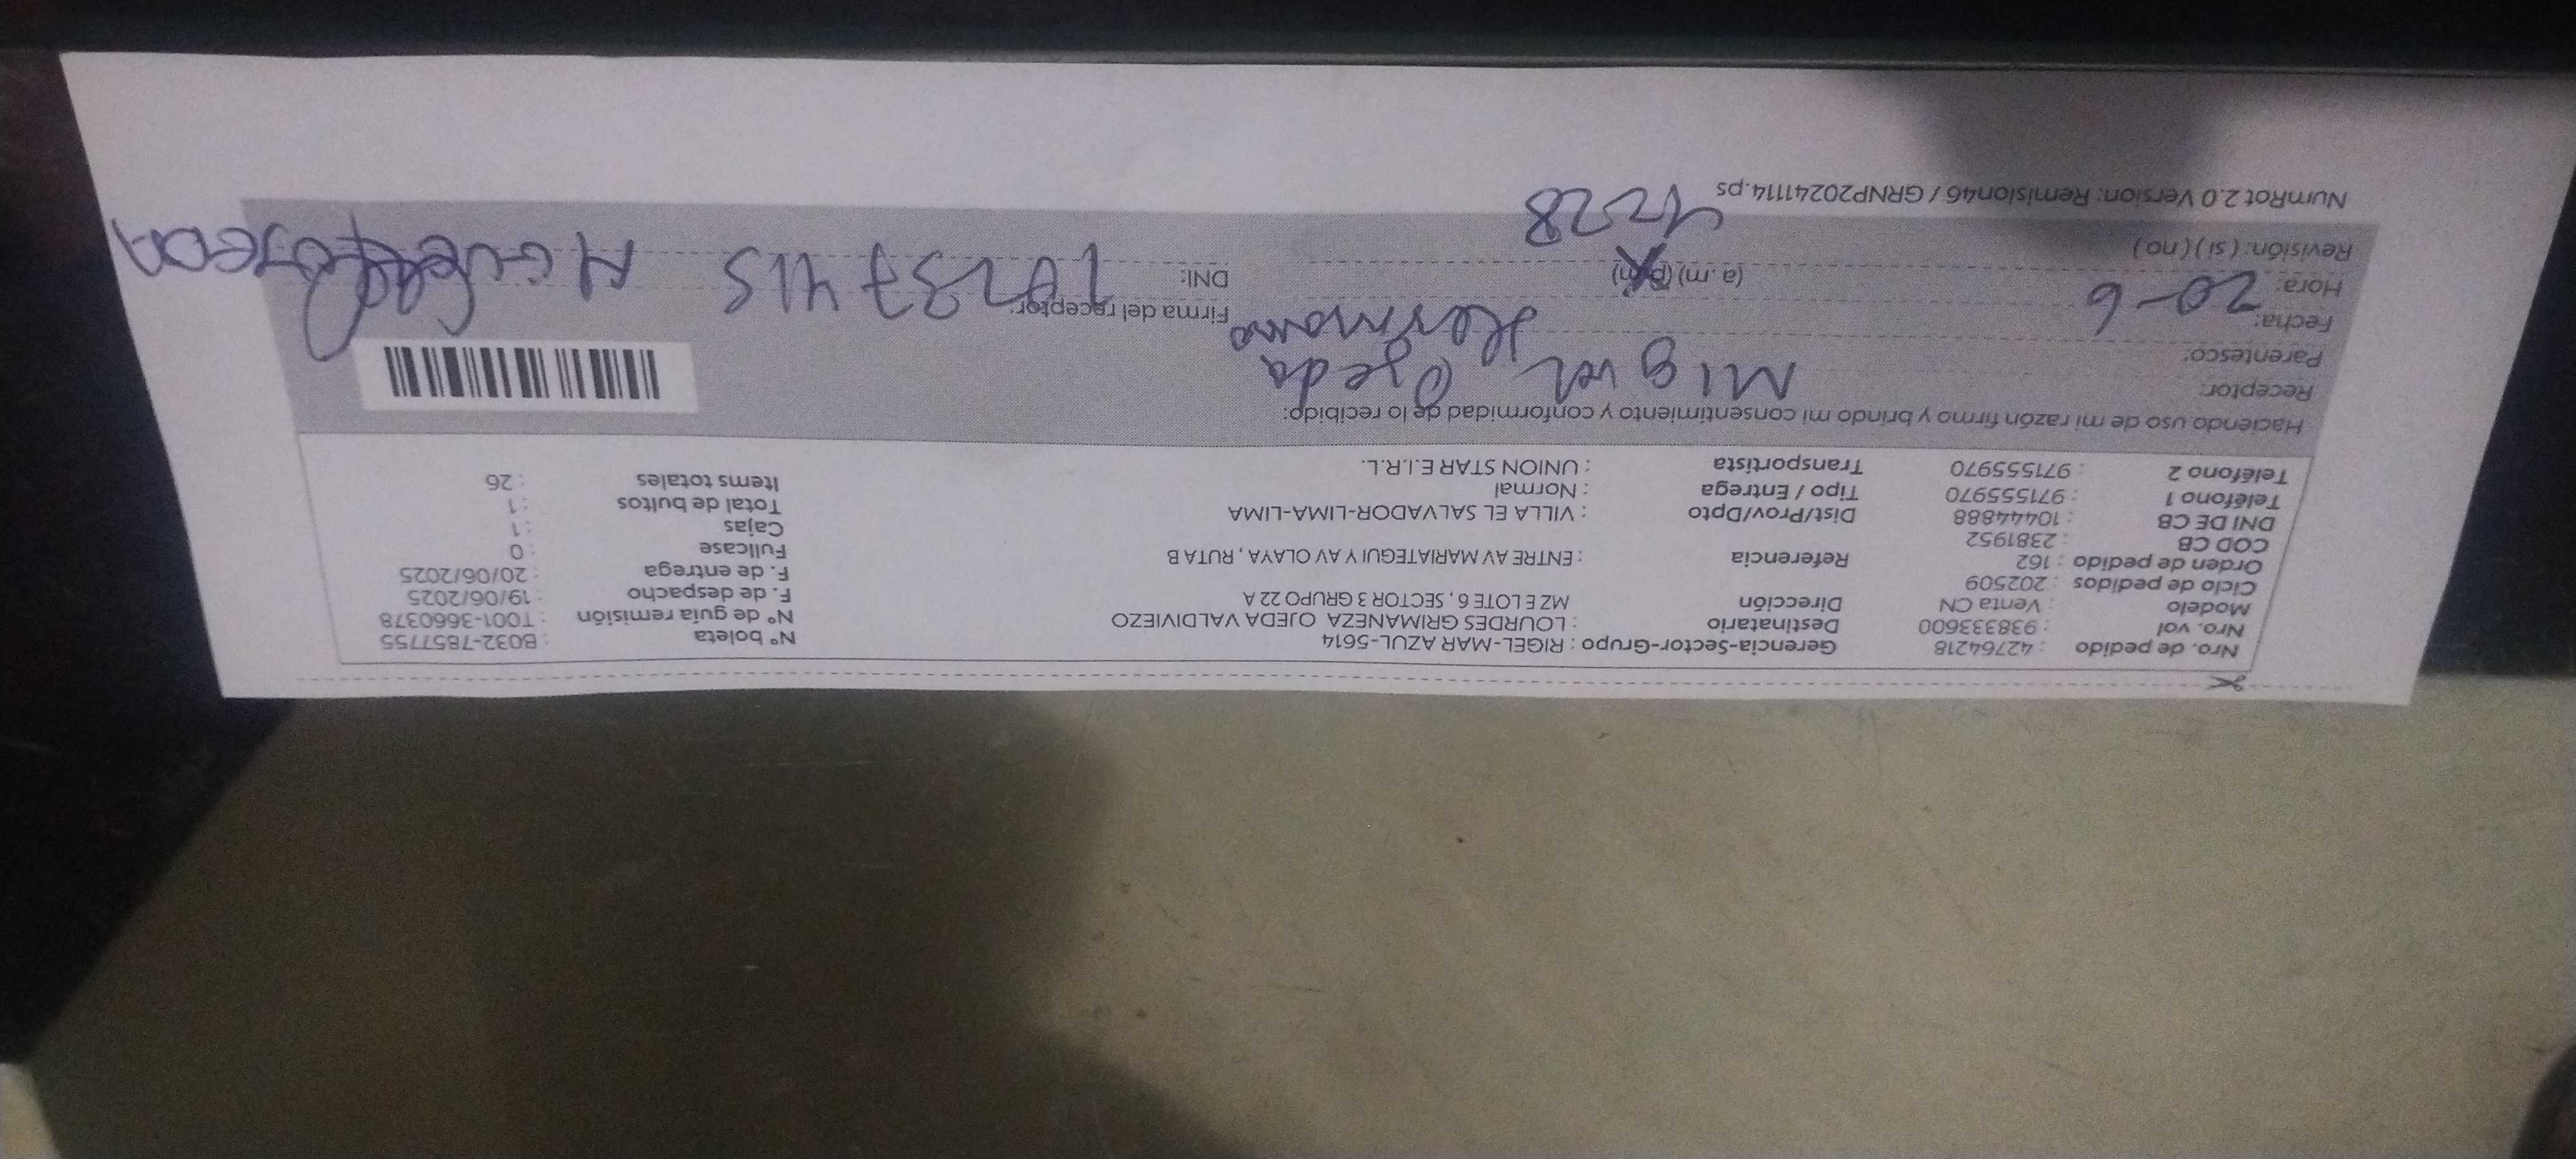 Nro. de pedido : 42764218 Gerencia-Sector-Grupo : RIGEL-MAR AZUL-5614 N° boleta : B032-7857755
Nro. vol : 938333600 Destinatario : LOURDES GRIMANEZA OJEDA VALDIVIEZO N° de guía remisión : T001-3660378
Modelo : Venta CN Dirección MZ E LOTE 6 , SECTOR 3 GRUPO 22 A F. de despacho : 19/06/2025
Ciclo de pedidos : 202509 F. de entrega : 20/06/2025
Orden de pedido : 162 Referencia : ENTRE AV MARIATEGUI Y AV OLAYA , RUTA B Fullcase : 0
COD CB : 2381952 Cajas : 1
DNI DE CB : 10444888 Dist/Prov/Dpto : VILLA EL SALVADOR-LIMA-LIMA Total de bultos : 1
Teléfono 1 : 971555970 Tipo / Entrega : Normal Items totales : 26
Teléfono 2 : 971555970 Transportista : UNION STAR E.I.R.L.
Haciendo uso de mi razón firmo y brindo mi consentimiento y conformidad de lo recibido:
Receptor: Miguel Ojeda
Parentesco: Hermano
Fecha: 20-6 Firma del receptor:
Hora: (a.m) (p.m) DNI: MIGUEL OJEDA
Revisión: (si) (no)
NumRot 2.0 Version: Remision46 / GRNP20241114.ps